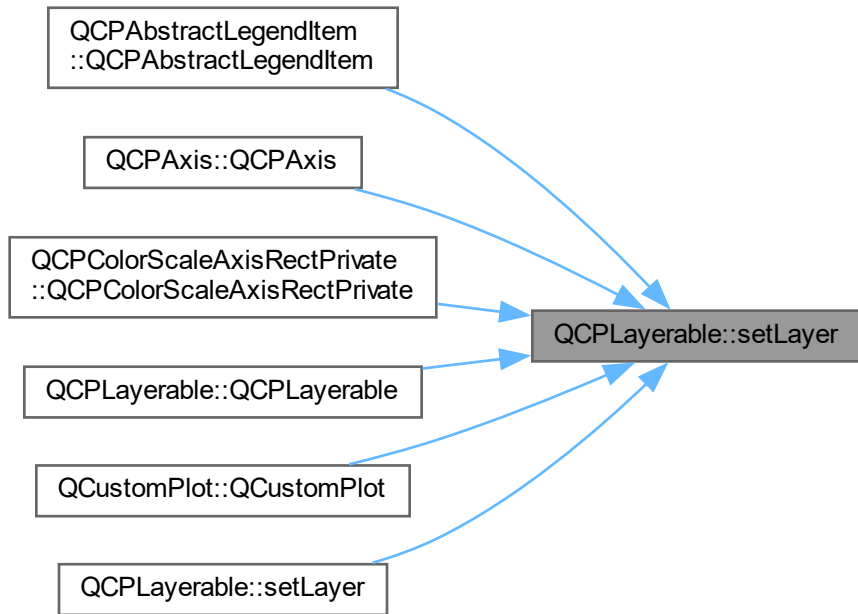 QCPAbstractLegendItem
::QCPAbstractLegendItem
QCPAxis::QCPAxis
QCPColorScaleAxisRectPrivate
::QCPColorScaleAxisRectPrivate
QCPLayerable::setLayer
QCPLayerable::QCPLayerable
QCustomPlot::QCustomPlot
QCPLayerable::setLayer